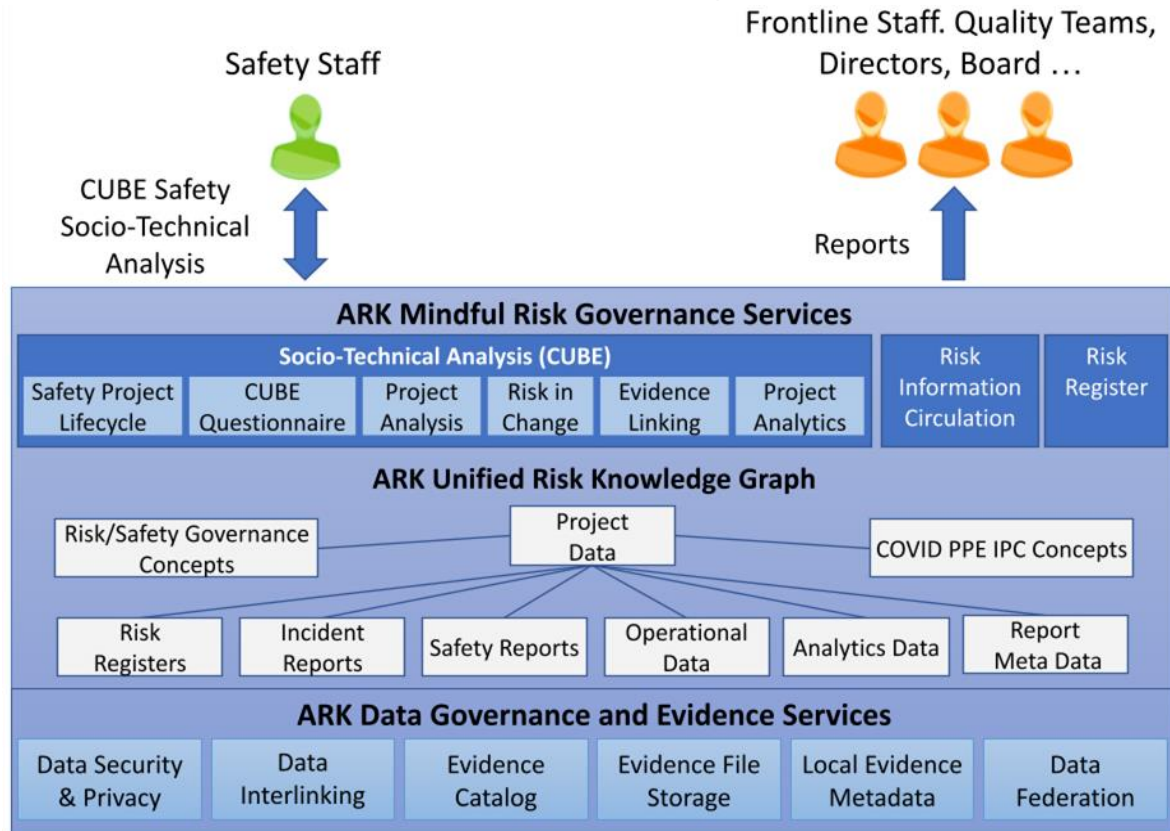 Frontline Staff. Quality Teams,
Directors, Board …
Safety Staff
CUBE Safety
Socio-Technical
Analysis
Reports
ARK Mindful Risk Governance Services
Socio-Technical Analysis (CUBE)
Safety Project
Lifecycle
CUBE
Questionnaire
Project
Analysis
Risk in
Change
Evidence
Linking
Project
Analytics
Risk
Information
Circulation
Risk
Register
ARK Unified Risk Knowledge Graph
Risk/Safety Governance
Concepts
Project
Data
COVID PPE IPC Concepts
Risk
Registers
Incident
Reports
Safety Reports
Operational
Data
Analytics Data
Report
Meta Data
ARK Data Governance and Evidence Services
Data Security
& Privacy
Data
Interlinking
Evidence
Catalog
Evidence File
Storage
Local Evidence
Metadata
Data
Federation